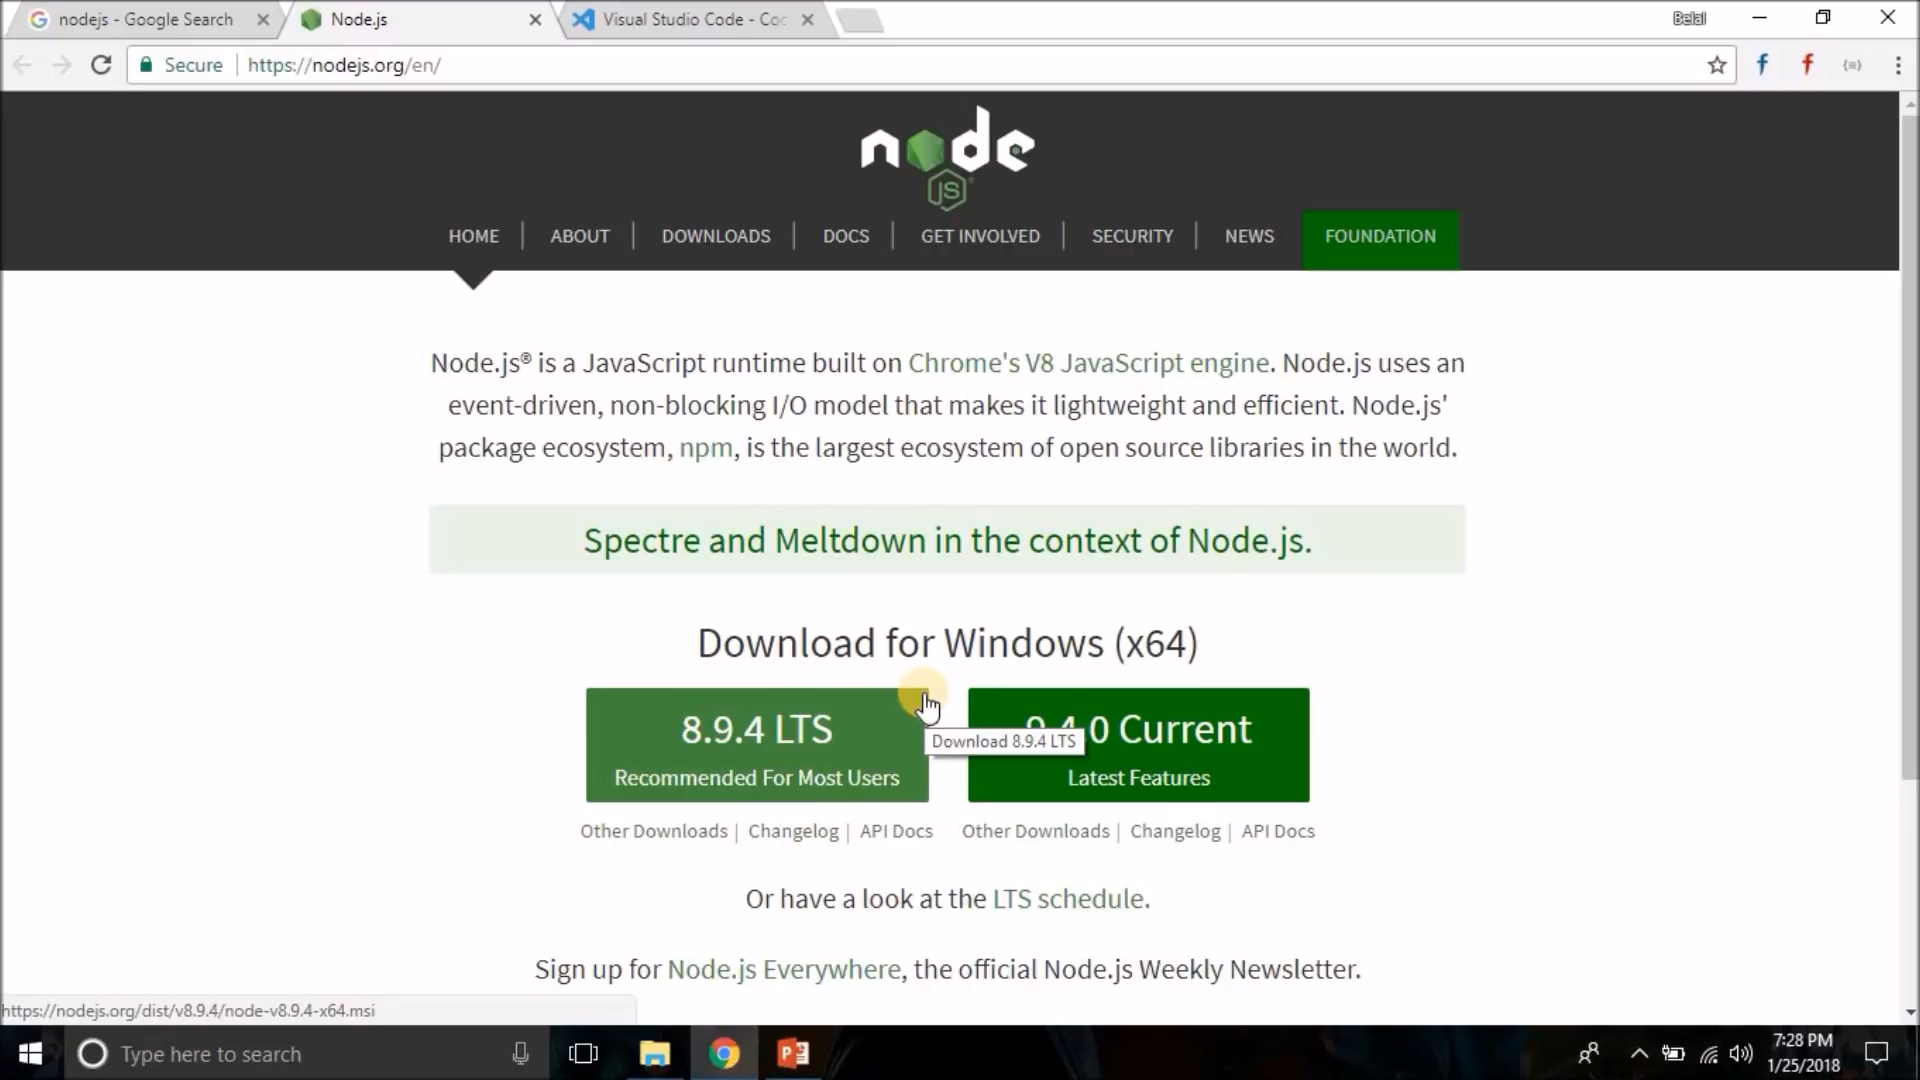 nodejs - Google Search
Node.js
Visual Studio Code - Coc
Belal
Secure
https://nodejs.org/en/
node
JS
HOME
ABOUT
DOWNLOADS
DOCS
GET INVOLVED
SECURITY
NEWS
FOUNDATION
Node.js® is a JavaScript runtime built on Chrome's V8 JavaScript engine. Node.js uses an
event-driven, non-blocking I/O model that makes it lightweight and efficient. Node.js'
package ecosystem, npm, is the largest ecosystem of open source libraries in the world.
Spectre and Meltdown in the context of Node.js.
Download for Windows (x64)
8.9.4 LTS
Recommended For Most Users
9.4.0 Current
Latest Features
Download 8.9.4 LTS
Other Downloads | Changelog | API Docs
Other Downloads | Changelog | API Docs
Or have a look at the LTS schedule.
Sign up for Node.js Everywhere, the official Node.js Weekly Newsletter.
https://nodejs.org/dist/v8.9.4/node-v8.9.4-x64.msi
Type here to search
7:28 PM
1/25/2018